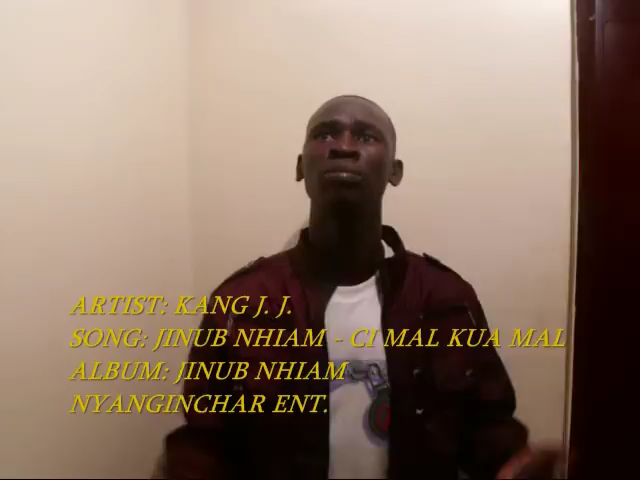 ARTIST: KANG J. J.
SONG: JINUB NHIAM - CI MAL KUA MAL
ALBUM: JINUB NHIAM
NYANGINCHAR ENT.